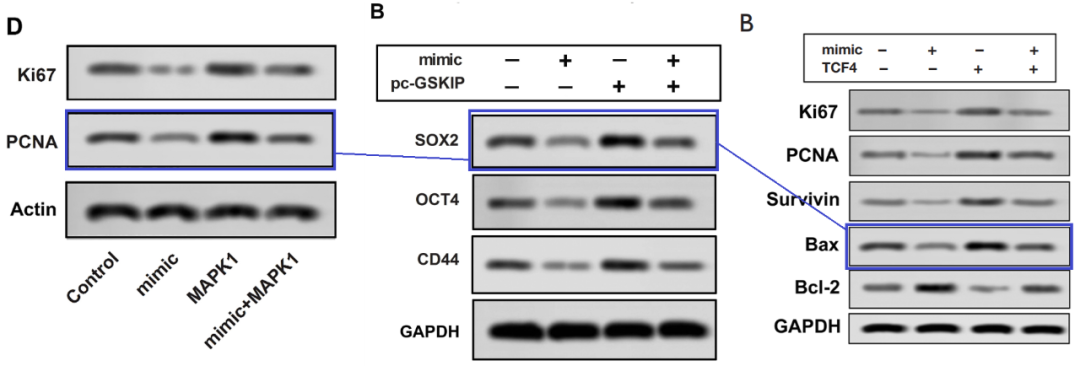 D
Ki67
PCNA
Actin
Control
mimic
MAPK1
mimic+MAPK1
B
mimic – + – +
pc-GSKIP – – + +
SOX2
OCT4
CD44
GAPDH
B
mimic – + – +
TCF4 – – + +
Ki67
PCNA
Survivin
Bax
Bcl-2
GAPDH